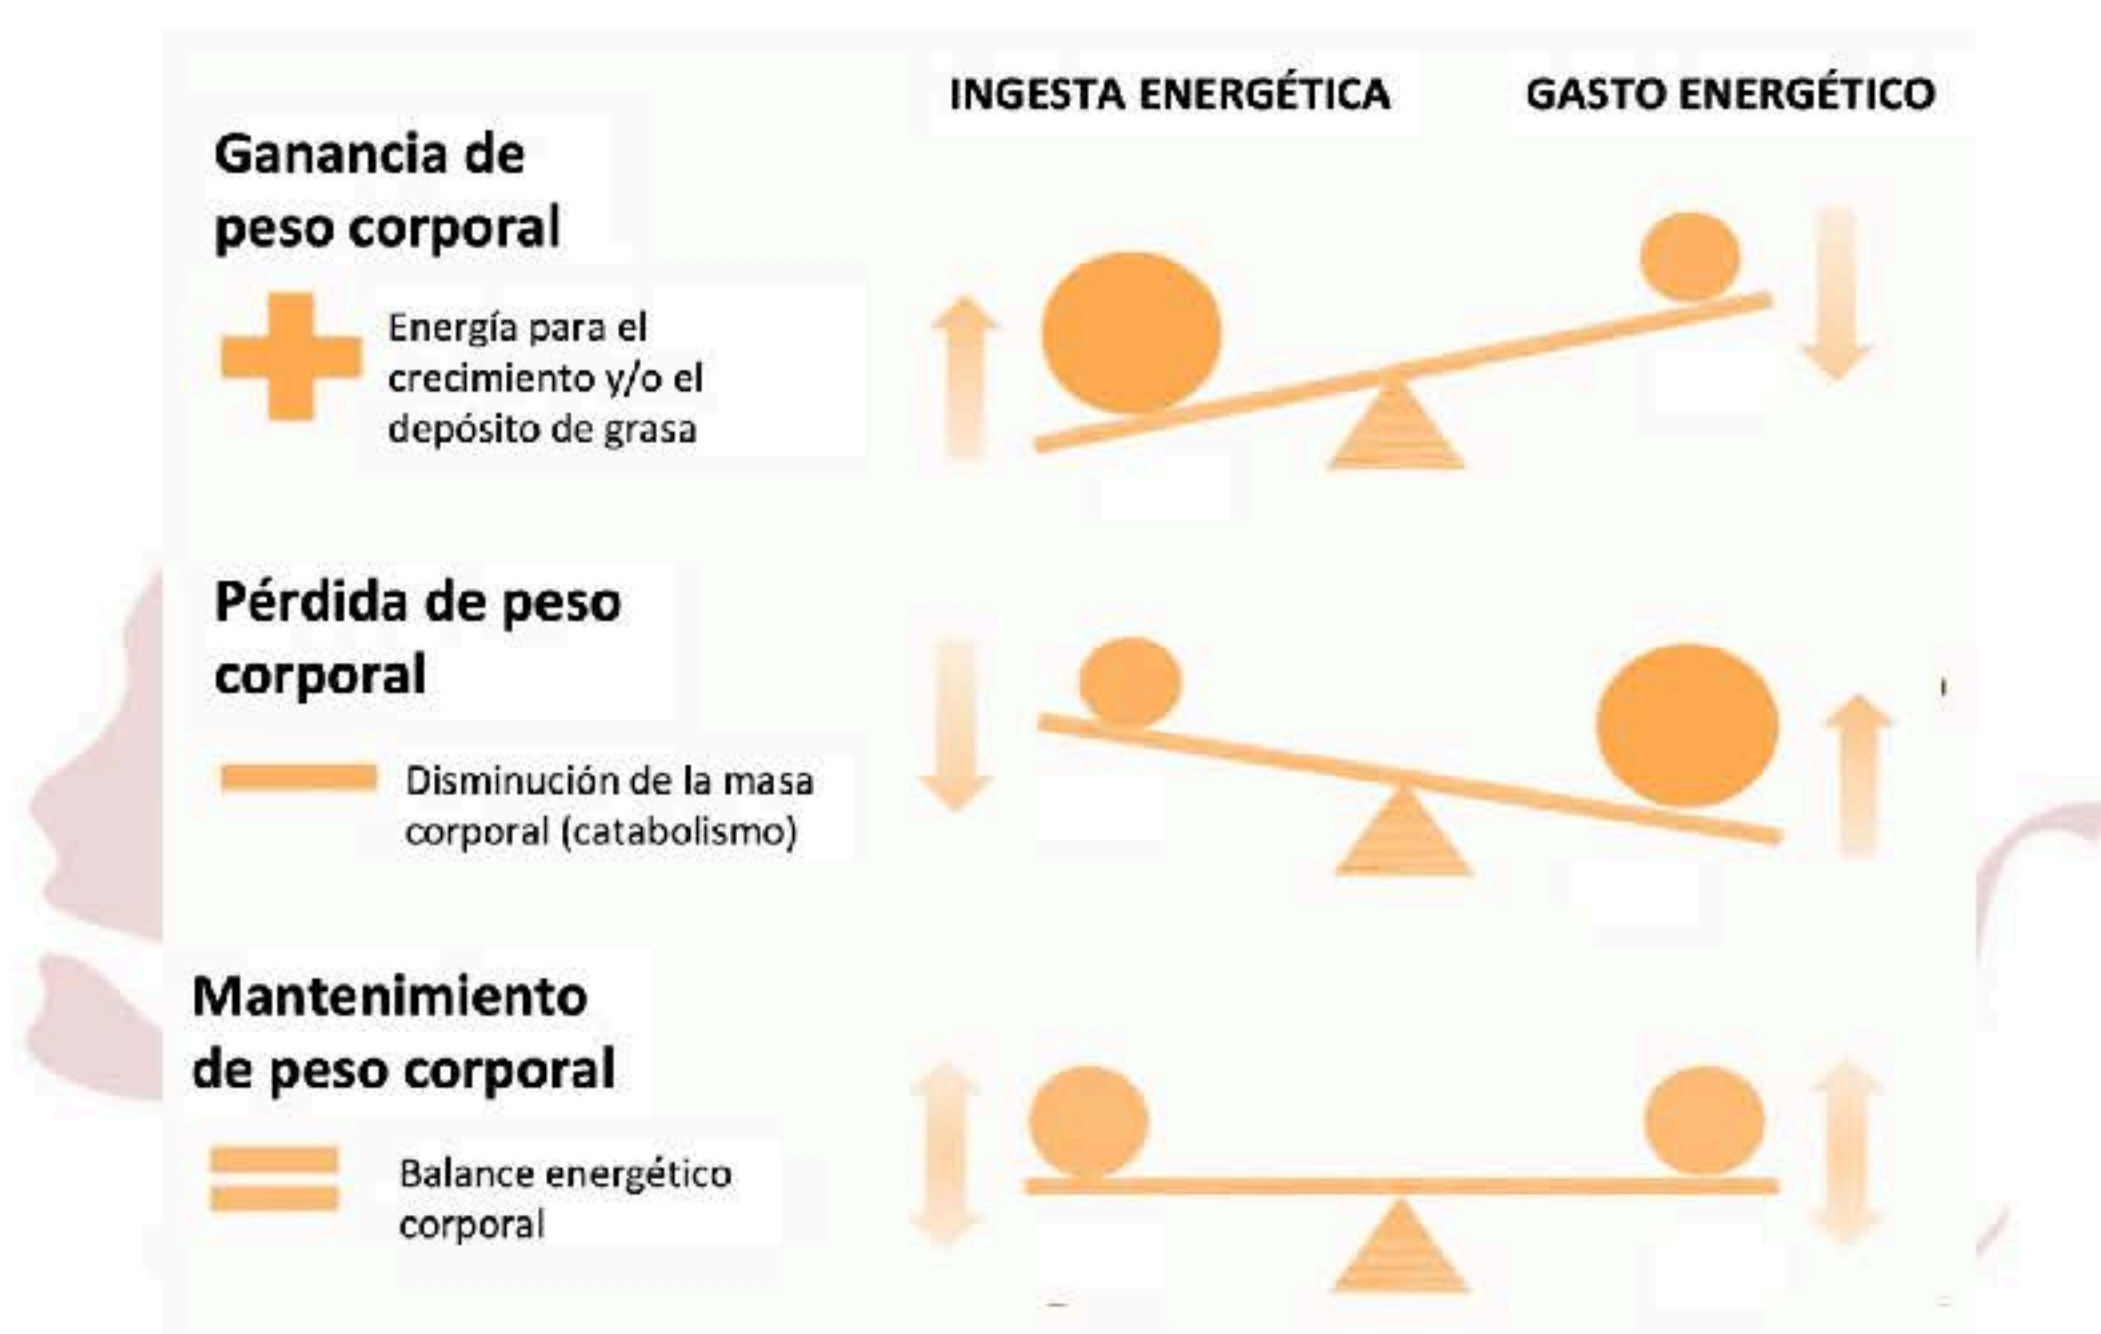 INGESTA ENERGÉTICA
GASTO ENERGÉTICO
Ganancia de
peso corporal
Energía para el
crecimiento y/o el
depósito de grasa
Pérdida de peso
corporal
Disminución de la masa
corporal (catabolismo)
Mantenimiento
de peso corporal
Balance energético
corporal